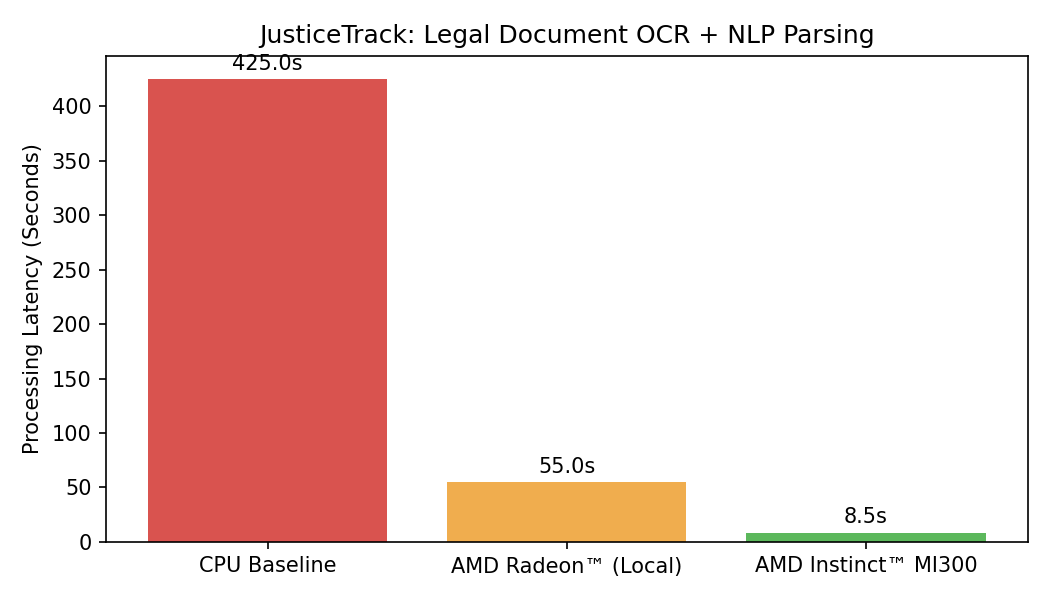 JusticeTrack: Legal Document OCR + NLP Parsing
Processing Latency (Seconds)
400
350
300
250
200
150
100
50
0
425.0s
55.0s
8.5s
CPU Baseline
AMD Radeon™ (Local)
AMD Instinct™ MI300